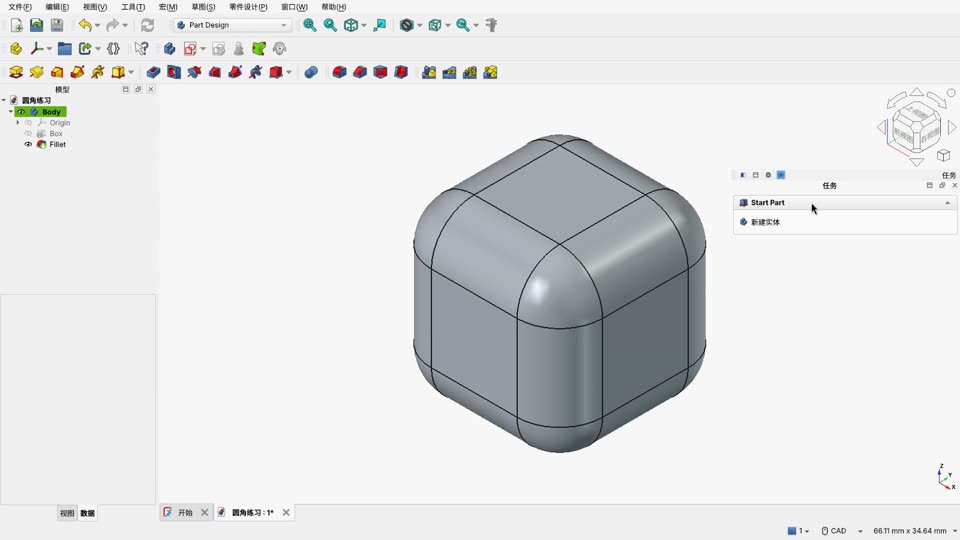 文件(F) 编辑(E) 视图(V) 工具(T) 宏(M) 草图(S) 零件设计(P) 窗口(W) 帮助(H)
Part Design
模型
圆角练习
Body
Origin
Box
Fillet
任务
任务
Start Part
新建实体
Z
Y
X
视图 数据
开始 圆角练习 : 1*
1 CAD 66.11 mm x 34.64 mm